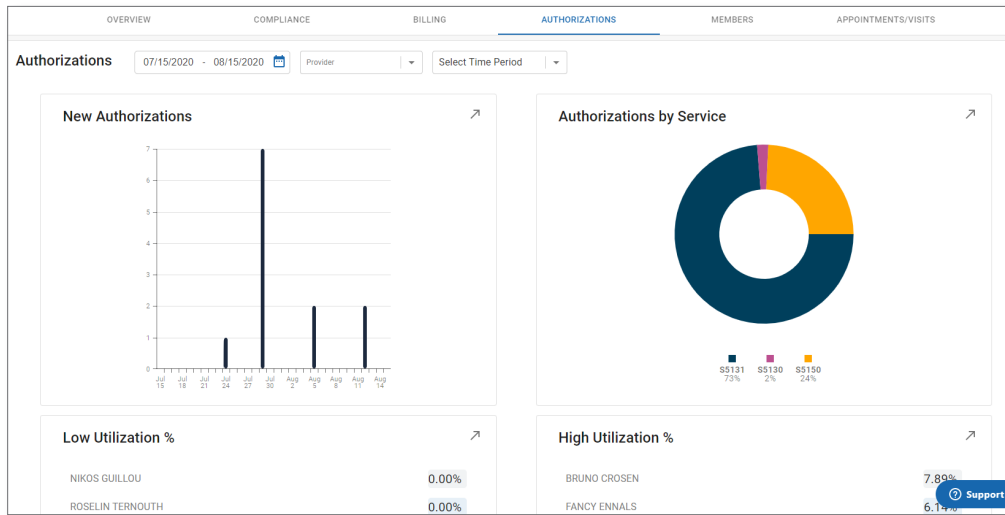 OVERVIEW COMPLIANCE BILLING AUTHORIZATIONS MEMBERS APPOINTMENTS/VISITS
Authorizations 07/15/2020 - 08/15/2020 Provider Select Time Period
New Authorizations
7
6
5
4
3
2
1
0
Jul 15 Jul 18 Jul 21 Jul 24 Jul 27 Jul 30 Aug 2 Aug 5 Aug 8 Aug 11 Aug 14
Authorizations by Service
S5131 S5130 S5150
73% 2% 24%
Low Utilization %
NIKOS GUILLOU 0.00%
ROSELIN TERNOUTH 0.00%
High Utilization %
BRUNO CROSEN 7.89%
FANCY ENNALS 6.14%
Support